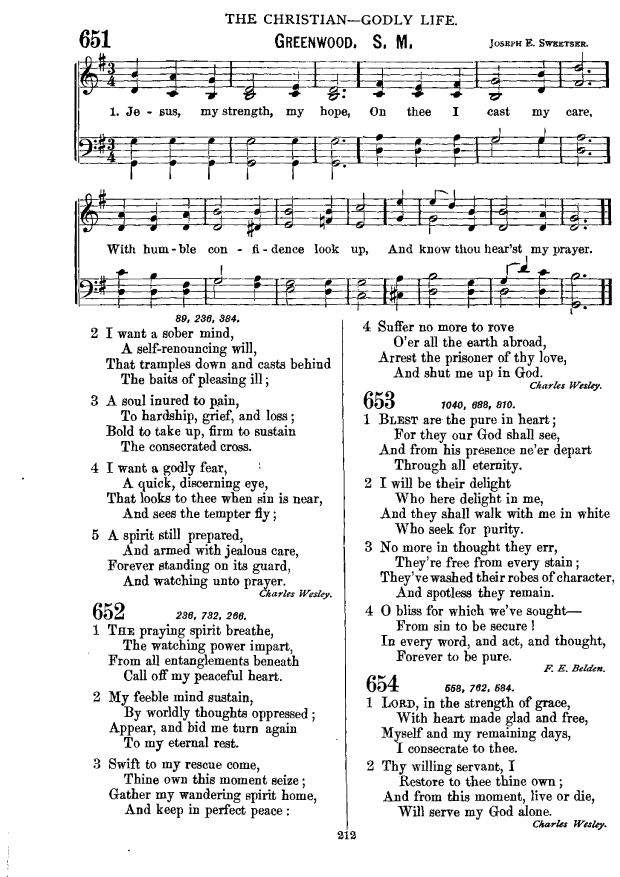 THE CHRISTIAN—GODLY LIFE.
651
GREENWOOD. S. M.
JOSEPH E. SWEETSER.
1. Je - sus, my strength, my hope, On thee I cast my care,
With hum - ble con - fi - dence look up, And know thou hear'st my prayer.
89, 236, 384.
2 I want a sober mind,
A self-renouncing will,
That tramples down and casts behind
The baits of pleasing ill;
3 A soul inured to pain,
To hardship, grief, and loss;
Bold to take up, firm to sustain
The consecrated cross.
4 I want a godly fear,
A quick, discerning eye,
That looks to thee when sin is near,
And sees the tempter fly;
5 A spirit still prepared,
And armed with jealous care,
Forever standing on its guard,
And watching unto prayer.
Charles Wesley.
652
236, 732, 266.
1 THE praying spirit breathe,
The watching power impart,
From all entanglements beneath
Call off my peaceful heart.
2 My feeble mind sustain,
By worldly thoughts oppressed;
Appear, and bid me turn again
To my eternal rest.
3 Swift to my rescue come,
Thine own this moment seize;
Gather my wandering spirit home,
And keep in perfect peace:
4 Suffer no more to rove
O'er all the earth abroad,
Arrest the prisoner of thy love,
And shut me up in God.
Charles Wesley.
653
1040, 688, 810.
1 BLEST are the pure in heart;
For they our God shall see,
And from his presence ne'er depart
Through all eternity.
2 I will be their delight
Who here delight in me,
And they shall walk with me in white
Who seek for purity.
3 No more in thought they err,
They're free from every stain;
They've washed their robes of character,
And spotless they remain.
4 O bliss for which we've sought—
From sin to be secure!
In every word, and act, and thought,
Forever to be pure.
F. E. Belden.
654
558, 762, 584.
1 LORD, in the strength of grace,
With heart made glad and free,
Myself and my remaining days,
I consecrate to thee.
2 Thy willing servant, I
Restore to thee thine own;
And from this moment, live or die,
Will serve my God alone.
Charles Wesley.
212